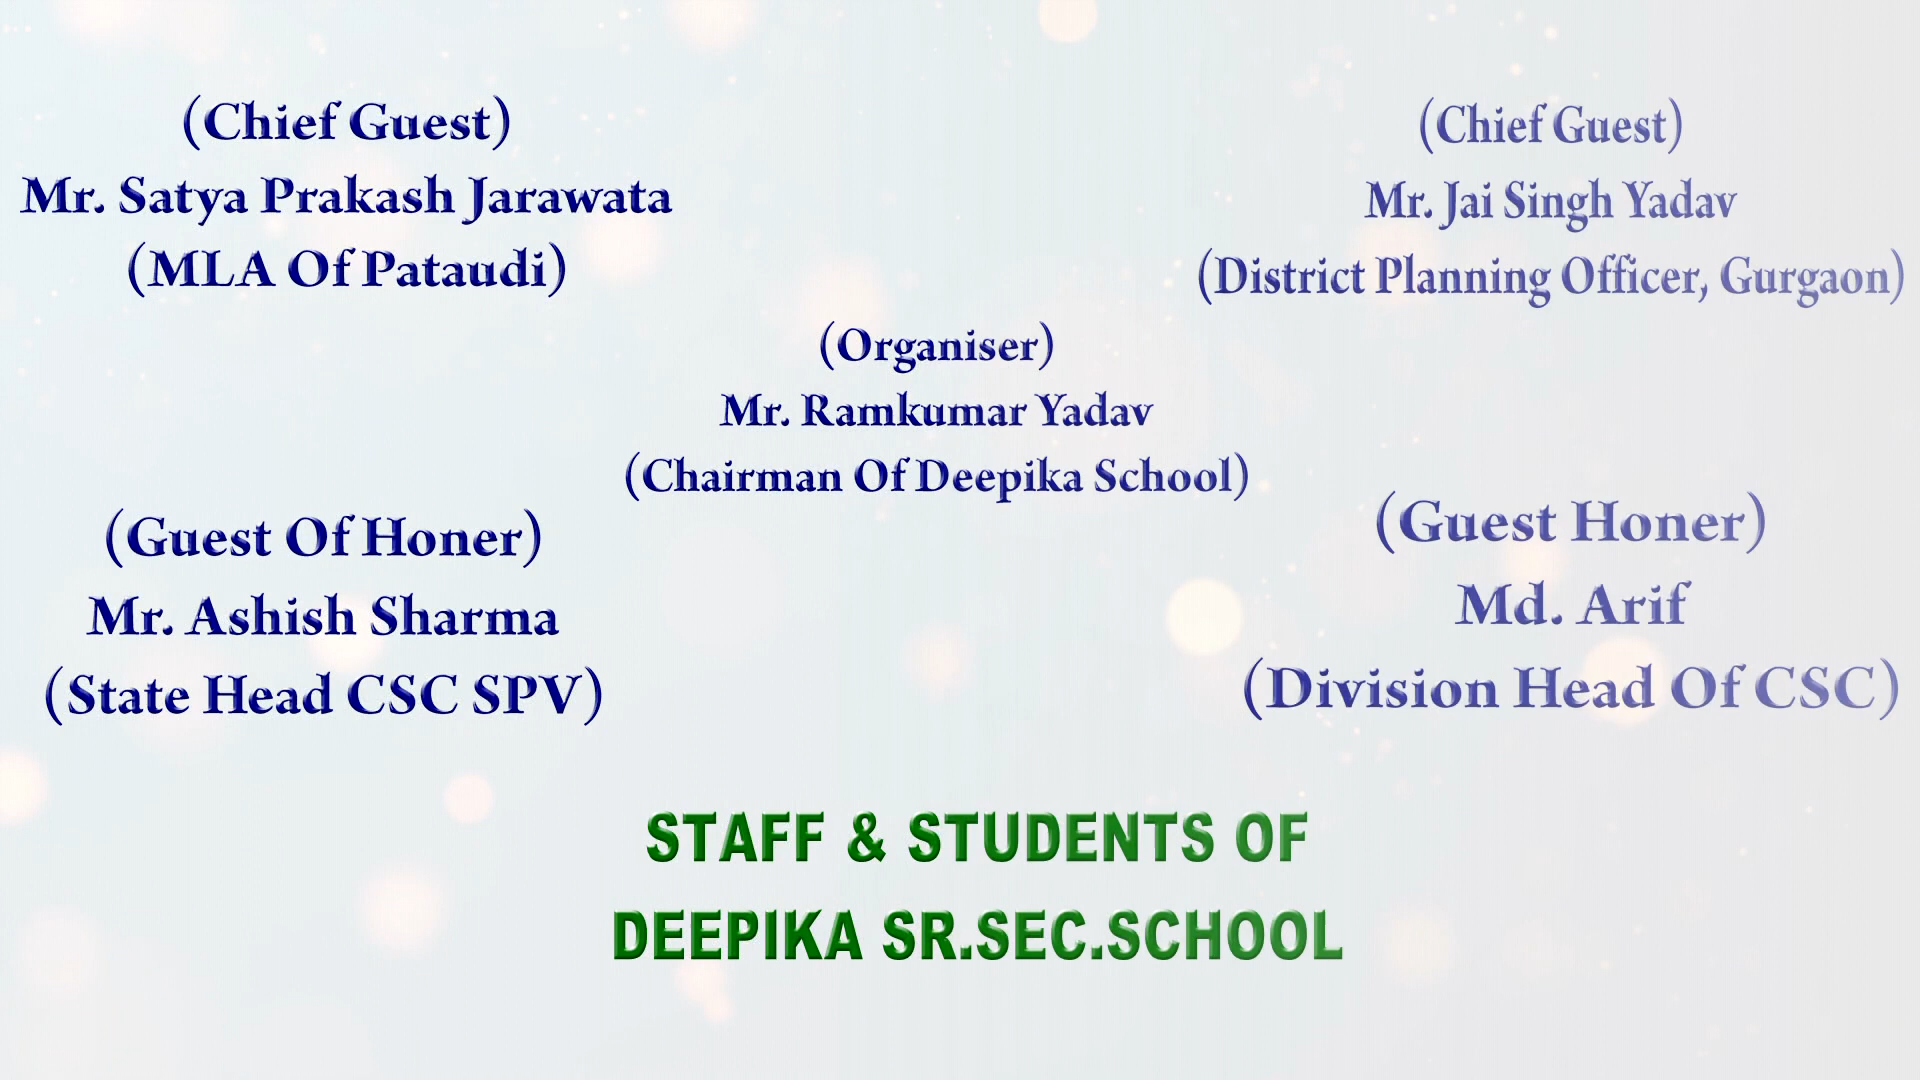 (Chief Guest)
Mr. Satya Prakash Jarawata
(MLA Of Pataudi)
(Chief Guest)
Mr. Jai Singh Yadav
(District Planning Officer, Gurgaon)
(Organiser)
Mr. Ramkumar Yadav
(Chairman Of Deepika School)
(Guest Of Honer)
Mr. Ashish Sharma
(State Head CSC SPV)
(Guest Honer)
Md. Arif
(Division Head Of CSC)
STAFF & STUDENTS OF
DEEPIKA SR.SEC.SCHOOL